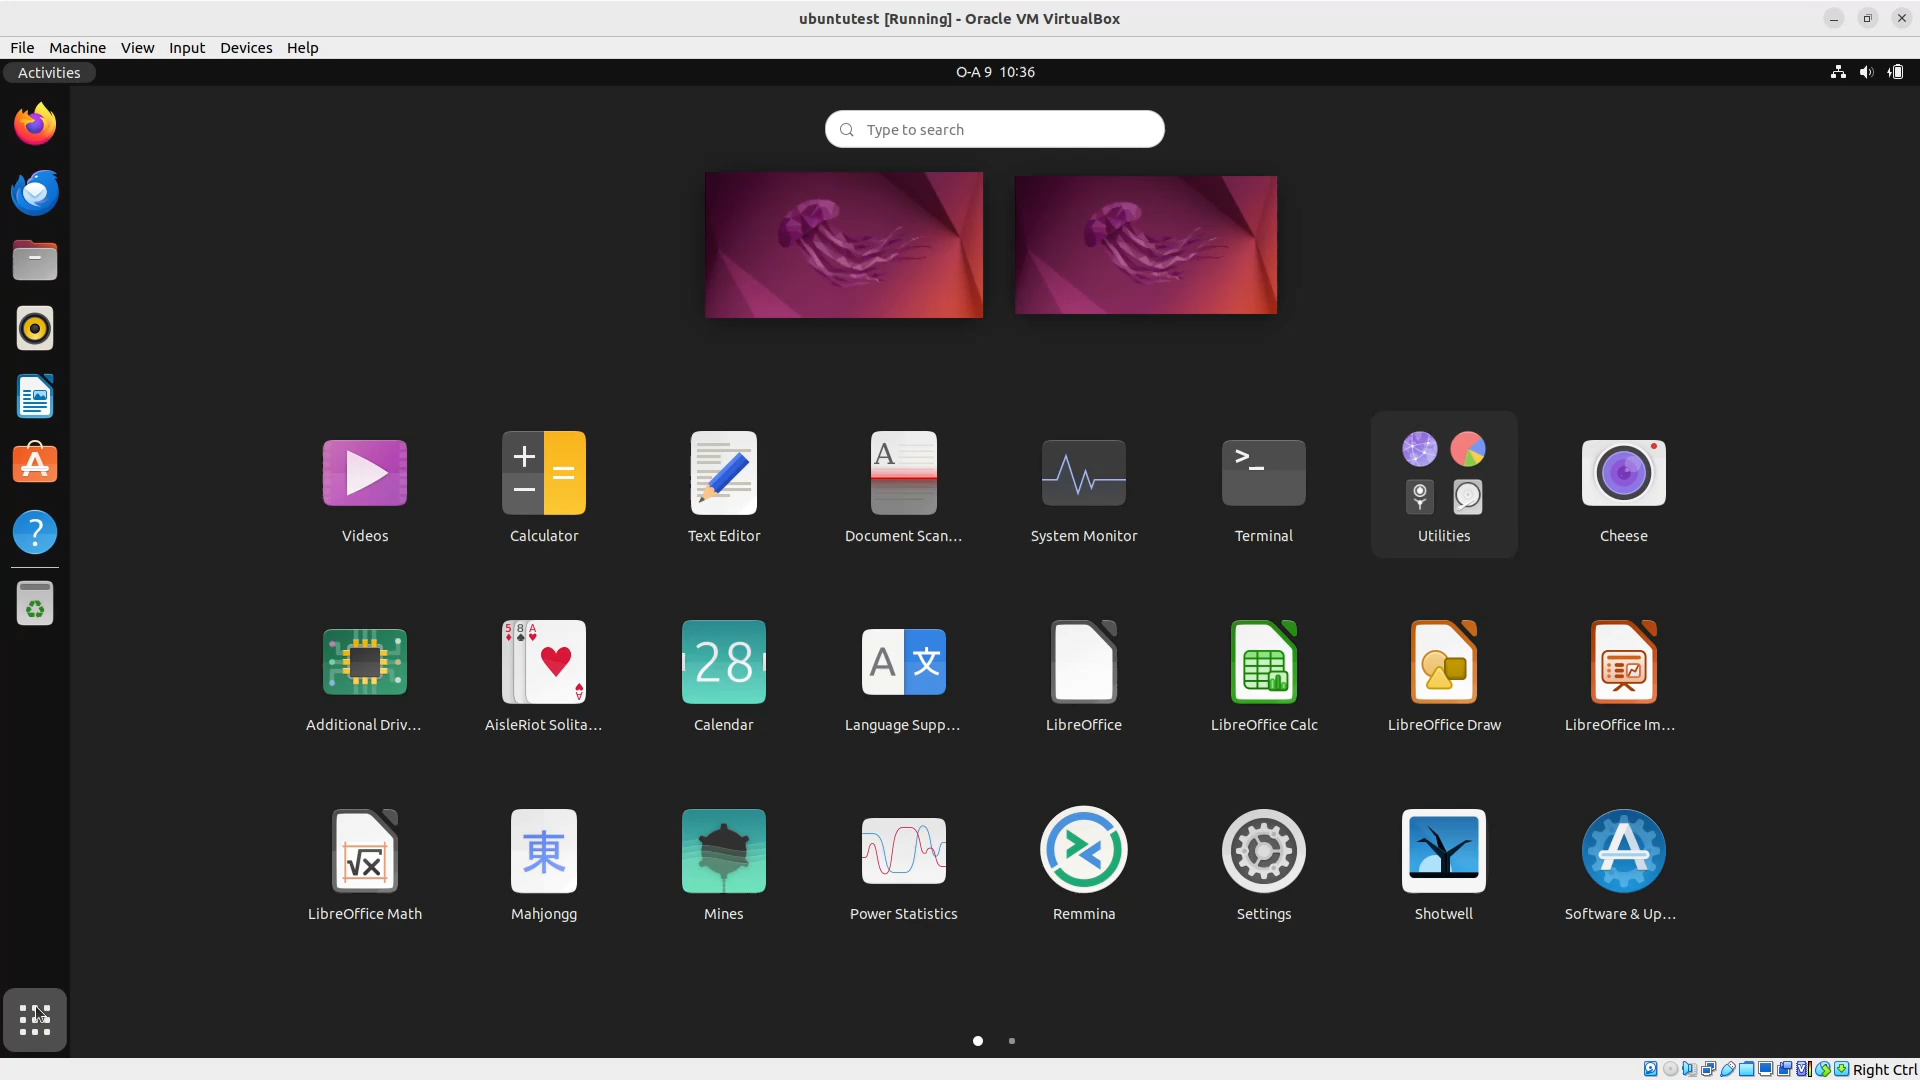 ubuntutest [Running] - Oracle VM VirtualBox
File Machine View Input Devices Help
Activities
O-A 9 10:36
Type to search
Videos
Calculator
Text Editor
Document Scan...
System Monitor
Terminal
Utilities
Cheese
Additional Driv...
AisleRiot Solita...
28
Calendar
A 文
Language Supp...
LibreOffice
LibreOffice Calc
LibreOffice Draw
LibreOffice Im...
√x
LibreOffice Math
東
Mahjongg
Mines
Power Statistics
Remmina
Settings
Shotwell
Software & Up...
Right Ctrl